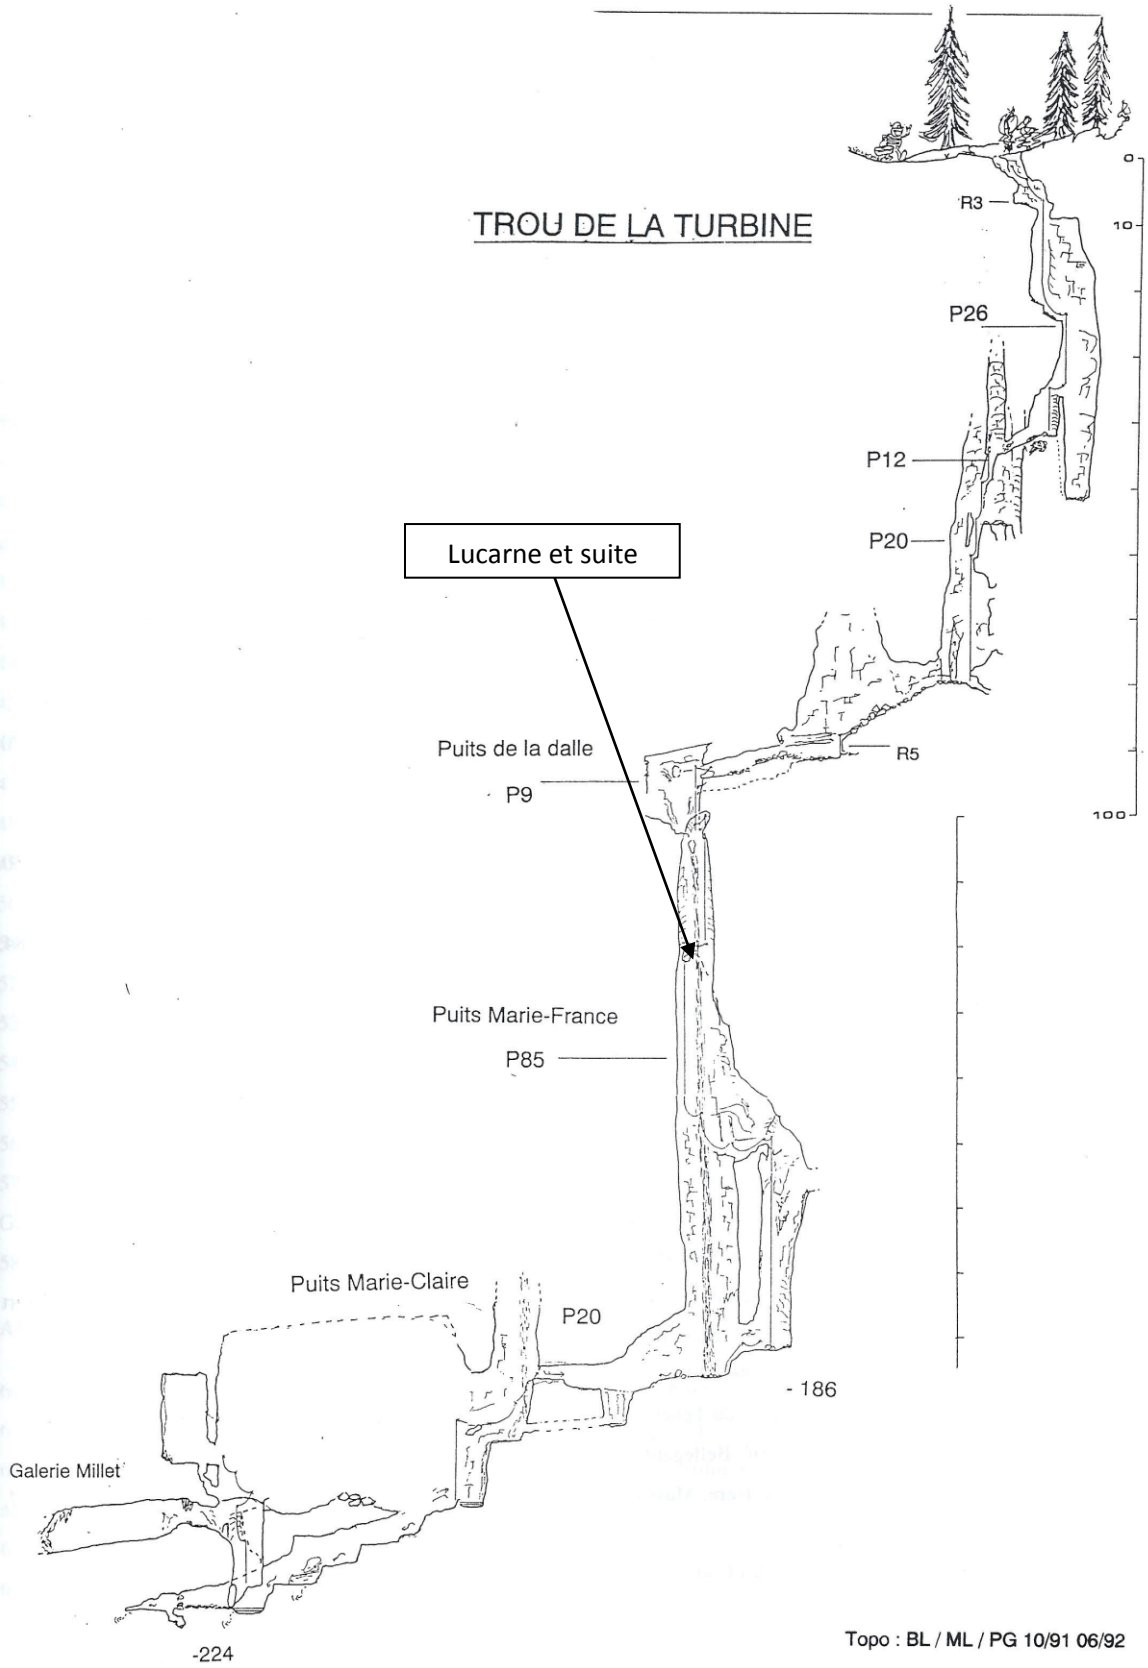 0
R3
TROU DE LA TURBINE
10
P26
P12
P20
Lucarne et suite
Puits de la dalle
R5
P9
100
Puits Marie-France
P85
Puits Marie-Claire
P20
- 186
Galerie Millet
Topo : BL / ML / PG 10/91 06/92
-224